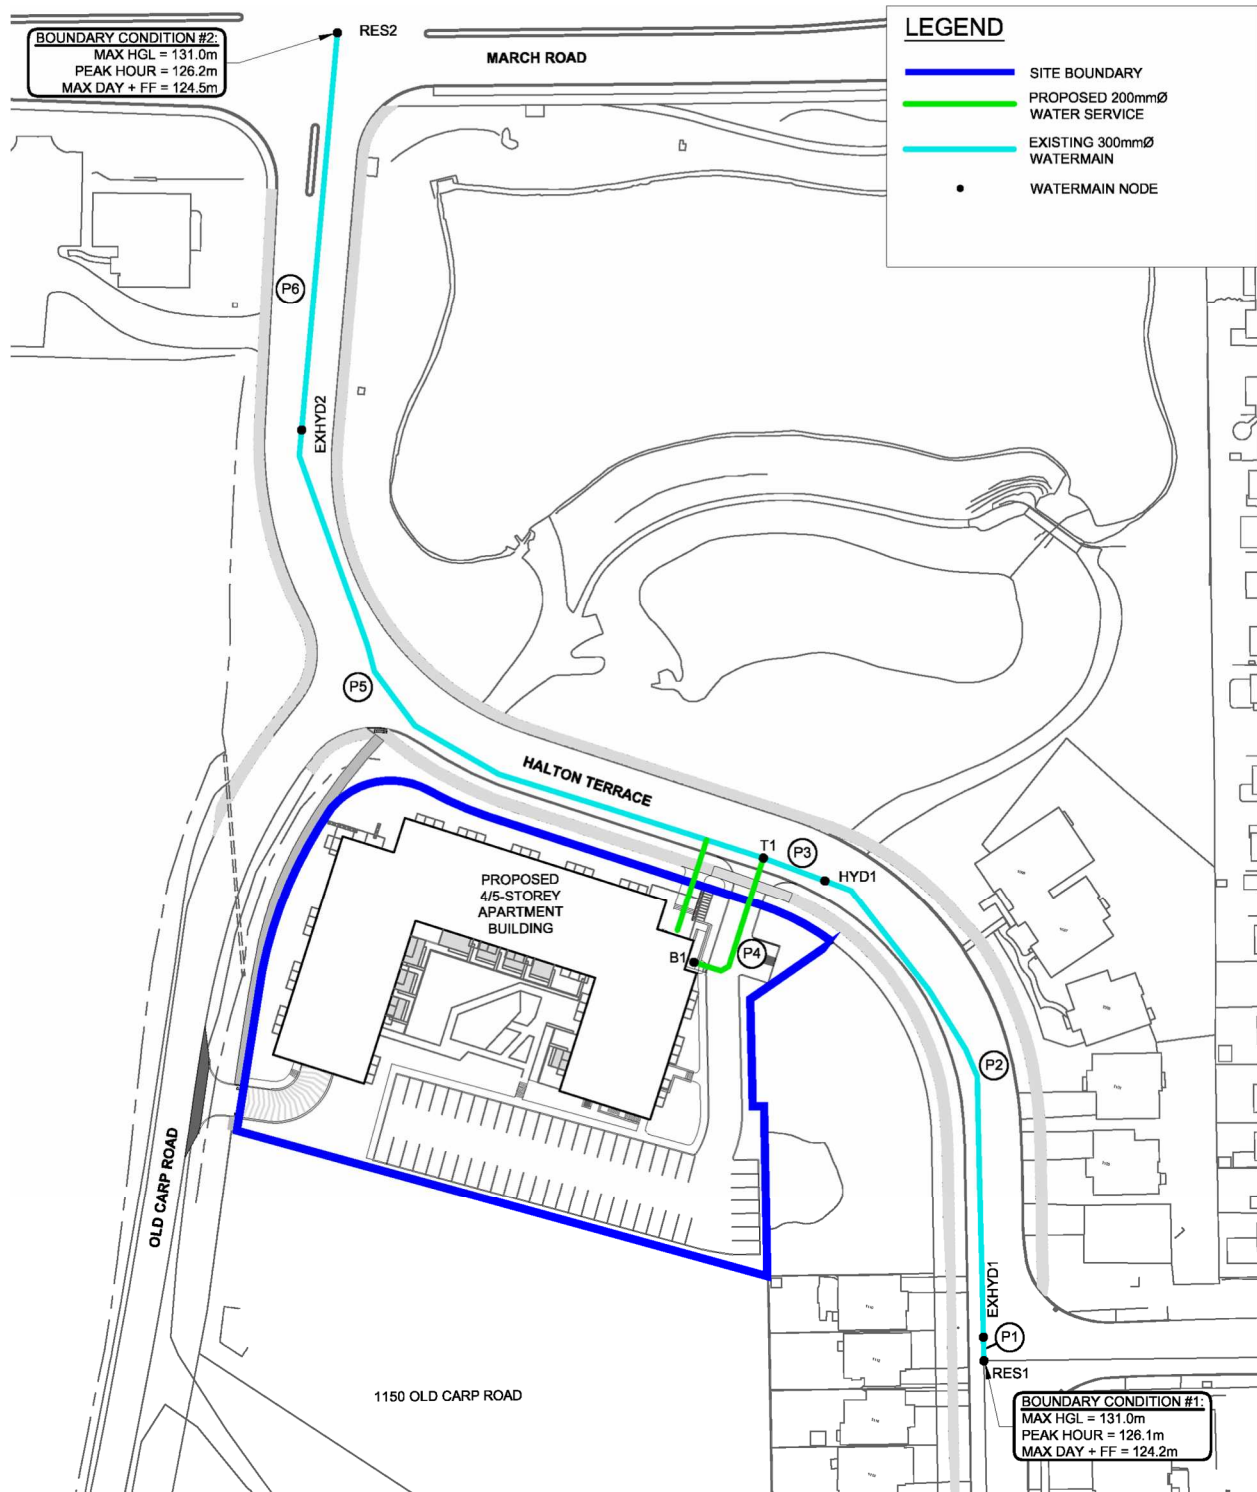 BOUNDARY CONDITION #2:
MAX HGL = 131.0m
PEAK HOUR = 126.2m
MAX DAY + FF = 124.5m
RES2
MARCH ROAD
LEGEND
SITE BOUNDARY
PROPOSED 200mmØ
WATER SERVICE
EXISTING 300mmØ
WATERMAIN
WATERMAIN NODE
P6
EXHYD2
P5
HALTON TERRACE
T1
P3
HYD1
PROPOSED
4/5-STOREY
APARTMENT
BUILDING
B1
P4
P2
OLD CARP ROAD
EXHYD1
P1
RES1
1150 OLD CARP ROAD
BOUNDARY CONDITION #1:
MAX HGL = 131.0m
PEAK HOUR = 126.1m
MAX DAY + FF = 124.2m